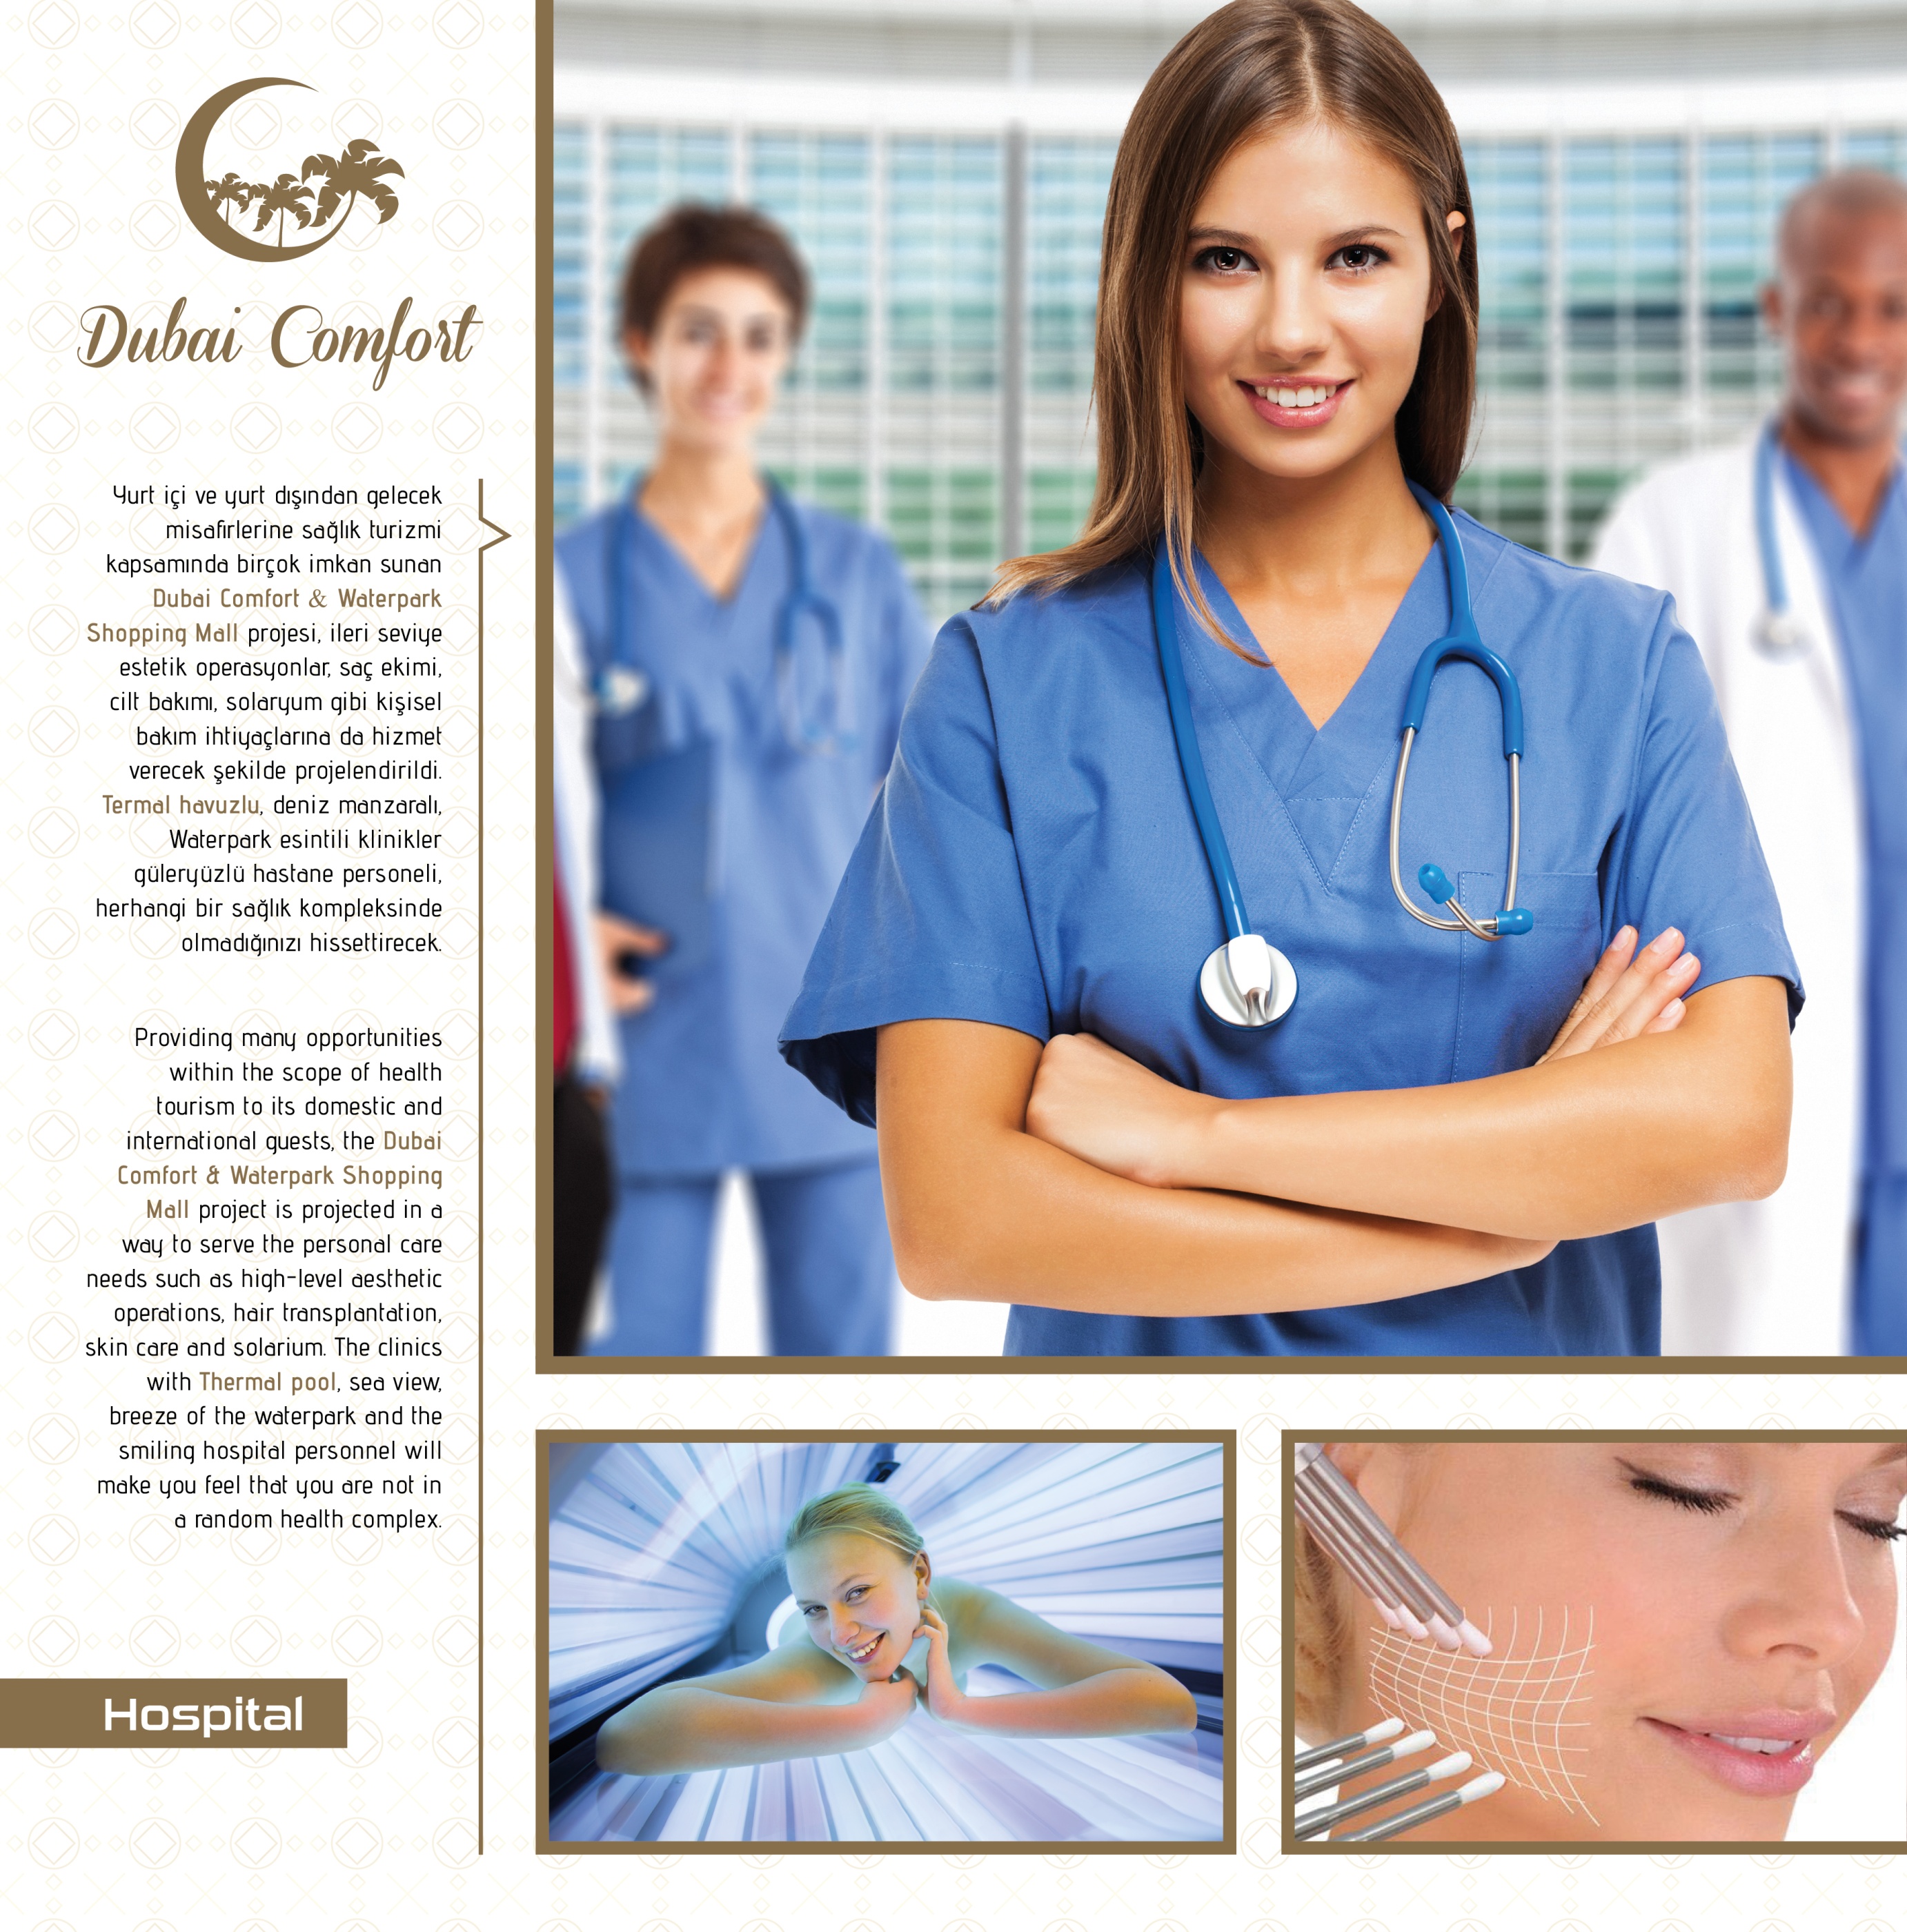 Dubai Comfort
Yurt içi ve yurt dışından gelecek
misafirlerine sağlık turizmi
kapsamında birçok imkan sunan
Dubai Comfort & Waterpark
Shopping Mall projesi, ileri seviye
estetik operasyonlar, saç ekimi,
cilt bakımı, solaryum gibi kişisel
bakım ihtiyaçlarına da hizmet
verecek şekilde projelendirildi.
Termal havuzlu, deniz manzaralı,
Waterpark esintili klinikler
güleryüzlü hastane personeli,
herhangi bir sağlık kompleksinde
olmadığınızı hissettirecek.
Providing many opportunities
within the scope of health
tourism to its domestic and
international guests, the Dubai
Comfort & Waterpark Shopping
Mall project is projected in a
way to serve the personal care
needs such as high-level aesthetic
operations, hair transplantation,
skin care and solarium. The clinics
with Thermal pool, sea view,
breeze of the waterpark and the
smiling hospital personnel will
make you feel that you are not in
a random health complex.
Hospital